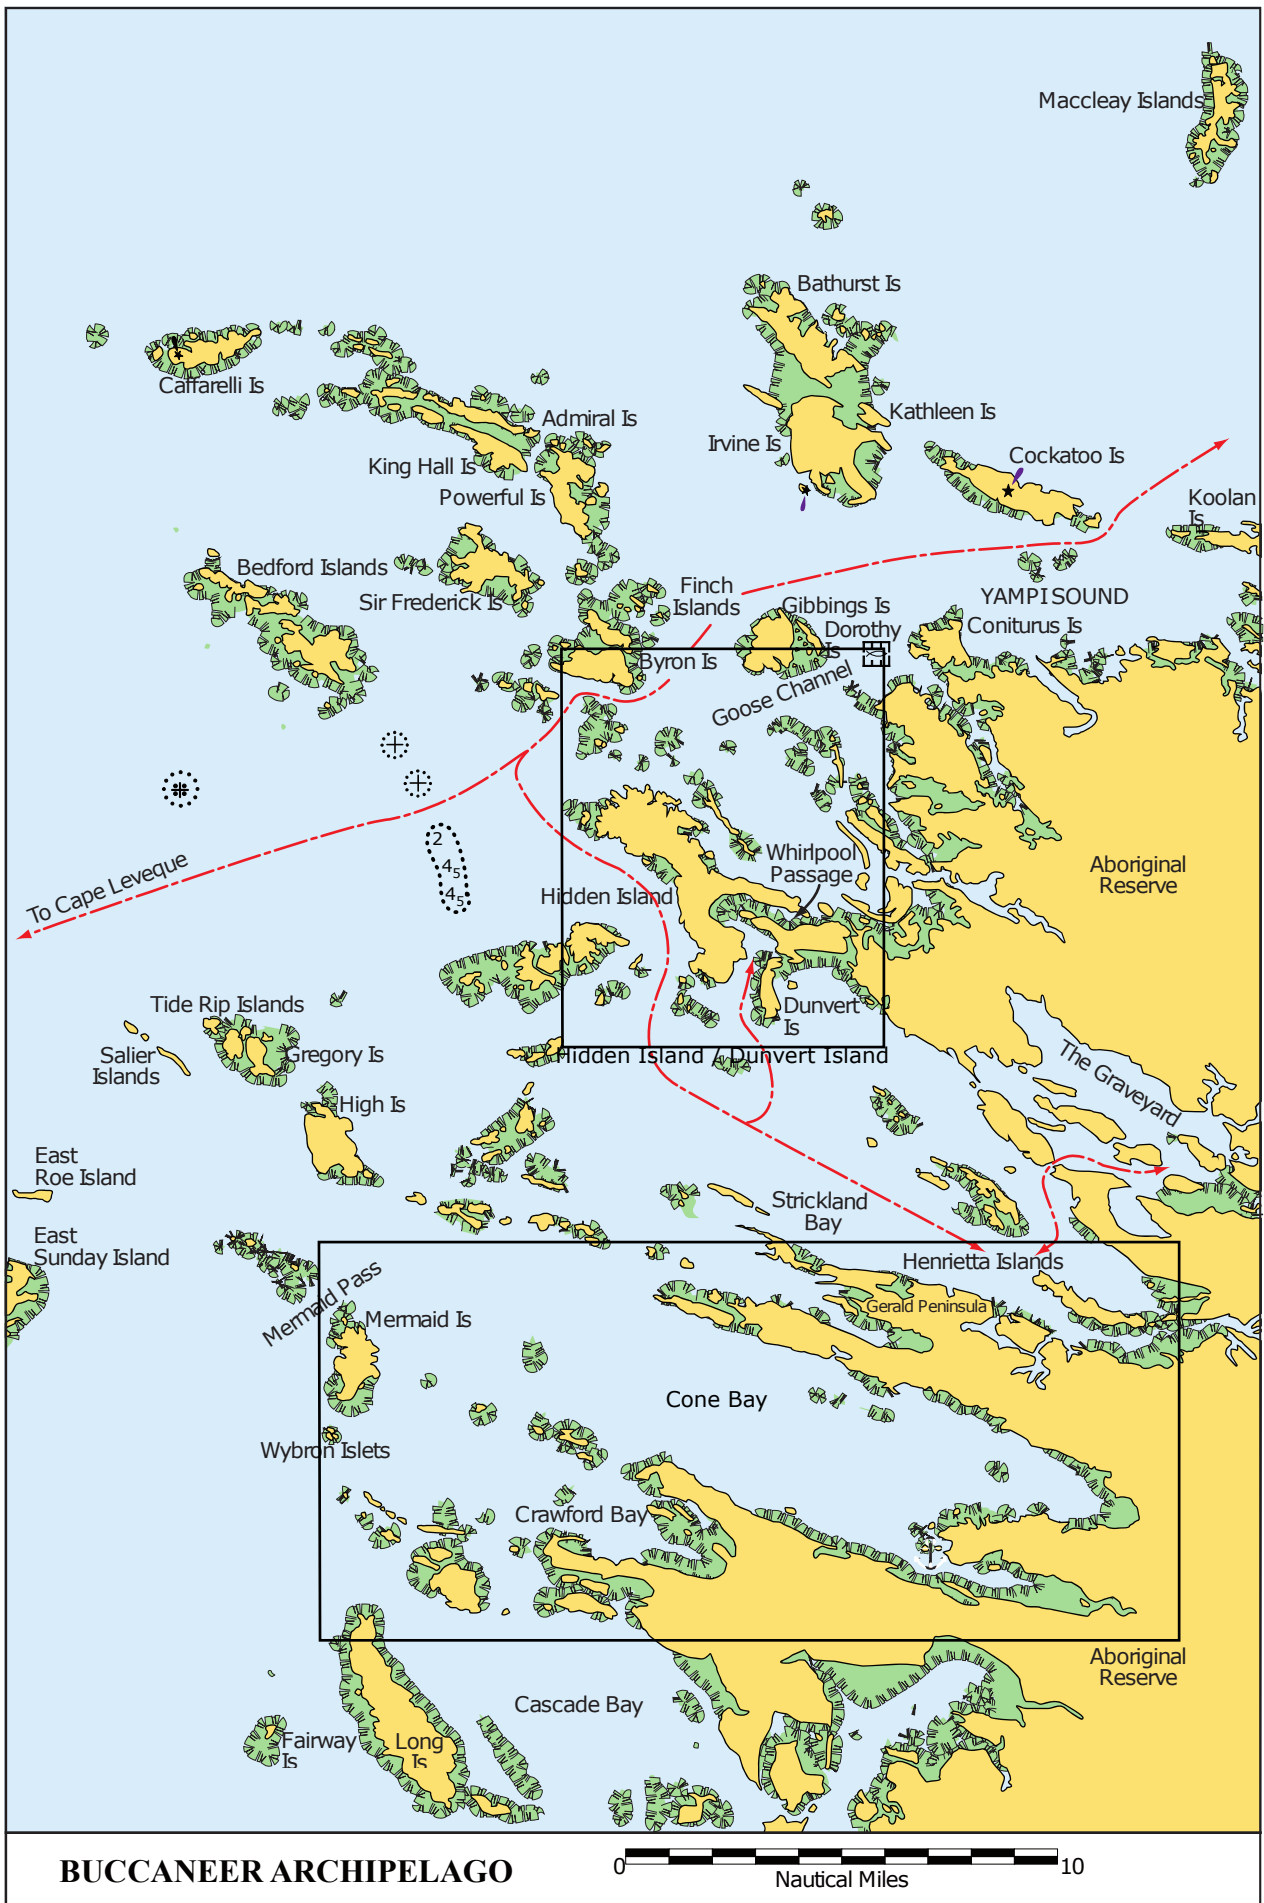 Maccleay Islands
Bathurst Is
Caffarelli Is
Kathleen Is
Admiral Is
Irvine Is
Cockatoo Is
King Hall Is
Powerful Is
Koolan
Is
Bedford Islands
Sir Frederick Is
Finch
Islands
YAMPI SOUND
Gibbings Is
Dorothy
Is
Coniturus Is
Byron Is
Goose Channel
2
4₅
4₅
Whirlpool
Passage
Aboriginal
Reserve
To Cape Leveque
Hidden Island
Tide Rip Islands
Dunvert
Is
Salier
Islands
Gregory Is
Hidden Island / Dunvert Island
The Graveyard
High Is
East
Roe Island
Strickland
Bay
East
Sunday Island
Henrietta Islands
Mermaid Pass
Gerald Peninsula
Mermaid Is
Cone Bay
Wybron Islets
Crawford Bay
Aboriginal
Reserve
Cascade Bay
Fairway
Is
Long
Is
BUCCANEER ARCHIPELAGO
0
10
Nautical Miles